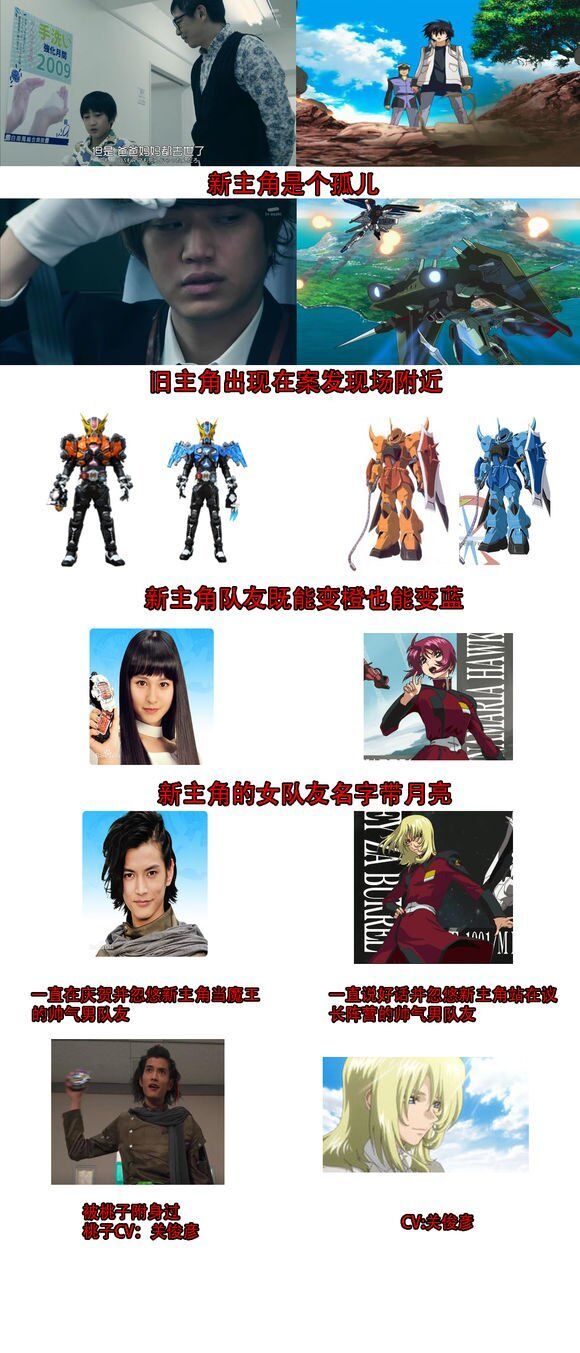 手洗い
強化月間
2009
但是 爸爸妈妈都去世了
新主角是个孤儿
旧主角出现在案发现场附近
新主角队友既能变橙也能变蓝
NAMARIA HAWK
新主角的女队友名字带月亮
EY ZA BURREL
一直在庆贺并忽悠新主角当魔王
的帅气男队友
一直说好话并忽悠新主角站在议
长阵营的帅气男队友
被桃子附身过
桃子CV：关俊彦
CV:关俊彦